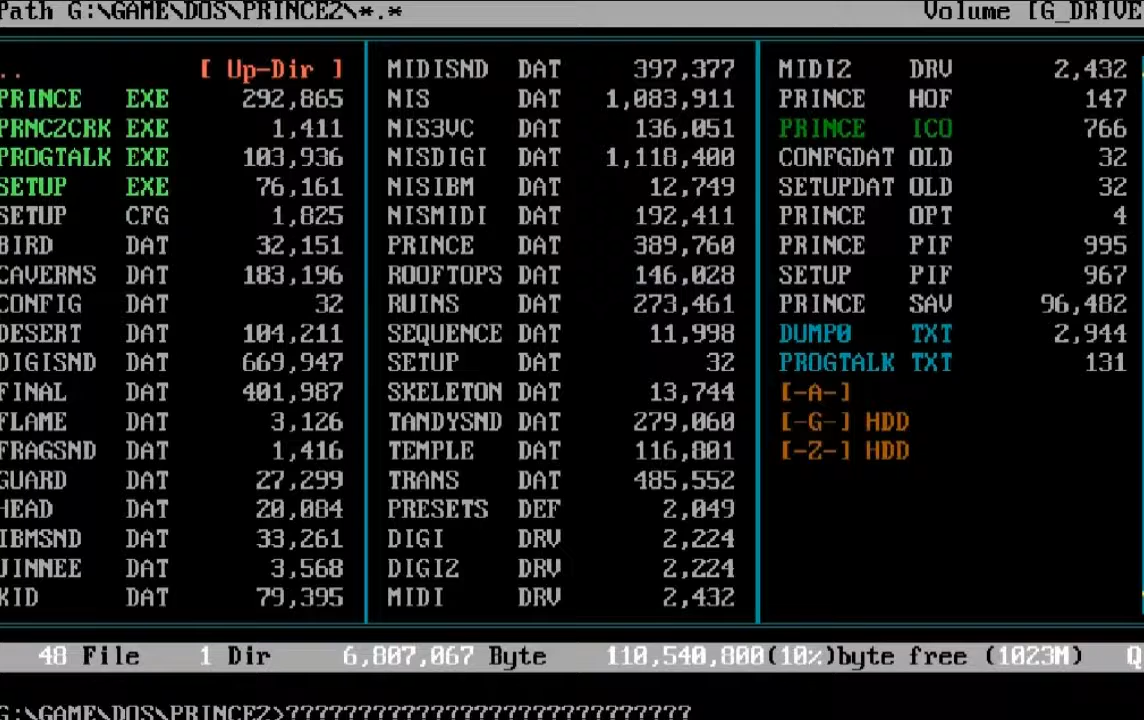 Path G:\GAME\DOS\PRINCE2\*.* Volume [G_DRIVE
.. [ Up-Dir ] MIDISND DAT 397,377 MIDI2 DRV 2,432
PRINCE EXE 292,865 NIS DAT 1,083,911 PRINCE HOF 147
PRNC2CRK EXE 1,411 NIS3VC DAT 136,051 PRINCE ICO 766
PROGTALK EXE 103,936 NISDIGI DAT 1,118,400 CONFGDAT OLD 32
SETUP EXE 76,161 NISIBM DAT 12,749 SETUPDAT OLD 32
SETUP CFG 1,825 NISMIDI DAT 192,411 PRINCE OPT 4
BIRD DAT 32,151 PRINCE DAT 389,760 PRINCE PIF 995
CAVERNS DAT 183,196 ROOFTOPS DAT 146,028 SETUP PIF 967
CONFIG DAT 32 RUINS DAT 273,461 PRINCE SAV 96,482
DESERT DAT 104,211 SEQUENCE DAT 11,998 DUMP0 TXT 2,944
DIGISND DAT 669,947 SETUP DAT 32 PROGTALK TXT 131
FINAL DAT 401,987 SKELETON DAT 13,744 [-A-]
FLAME DAT 3,126 TANDYSND DAT 279,060 [-G-] HDD
FRAGSND DAT 1,416 TEMPLE DAT 116,801 [-Z-] HDD
GUARD DAT 27,299 TRANS DAT 485,552
HEAD DAT 20,084 PRESETS DEF 2,049
IBMSND DAT 33,261 DIGI DRV 2,224
JINNEE DAT 3,568 DIGI2 DRV 2,224
KID DAT 79,395 MIDI DRV 2,432
48 File 1 Dir 6,807,067 Byte 110,540,800(10%)byte free (1023M) Q
G:\GAME\DOS\PRINCE2>????????????????????????????